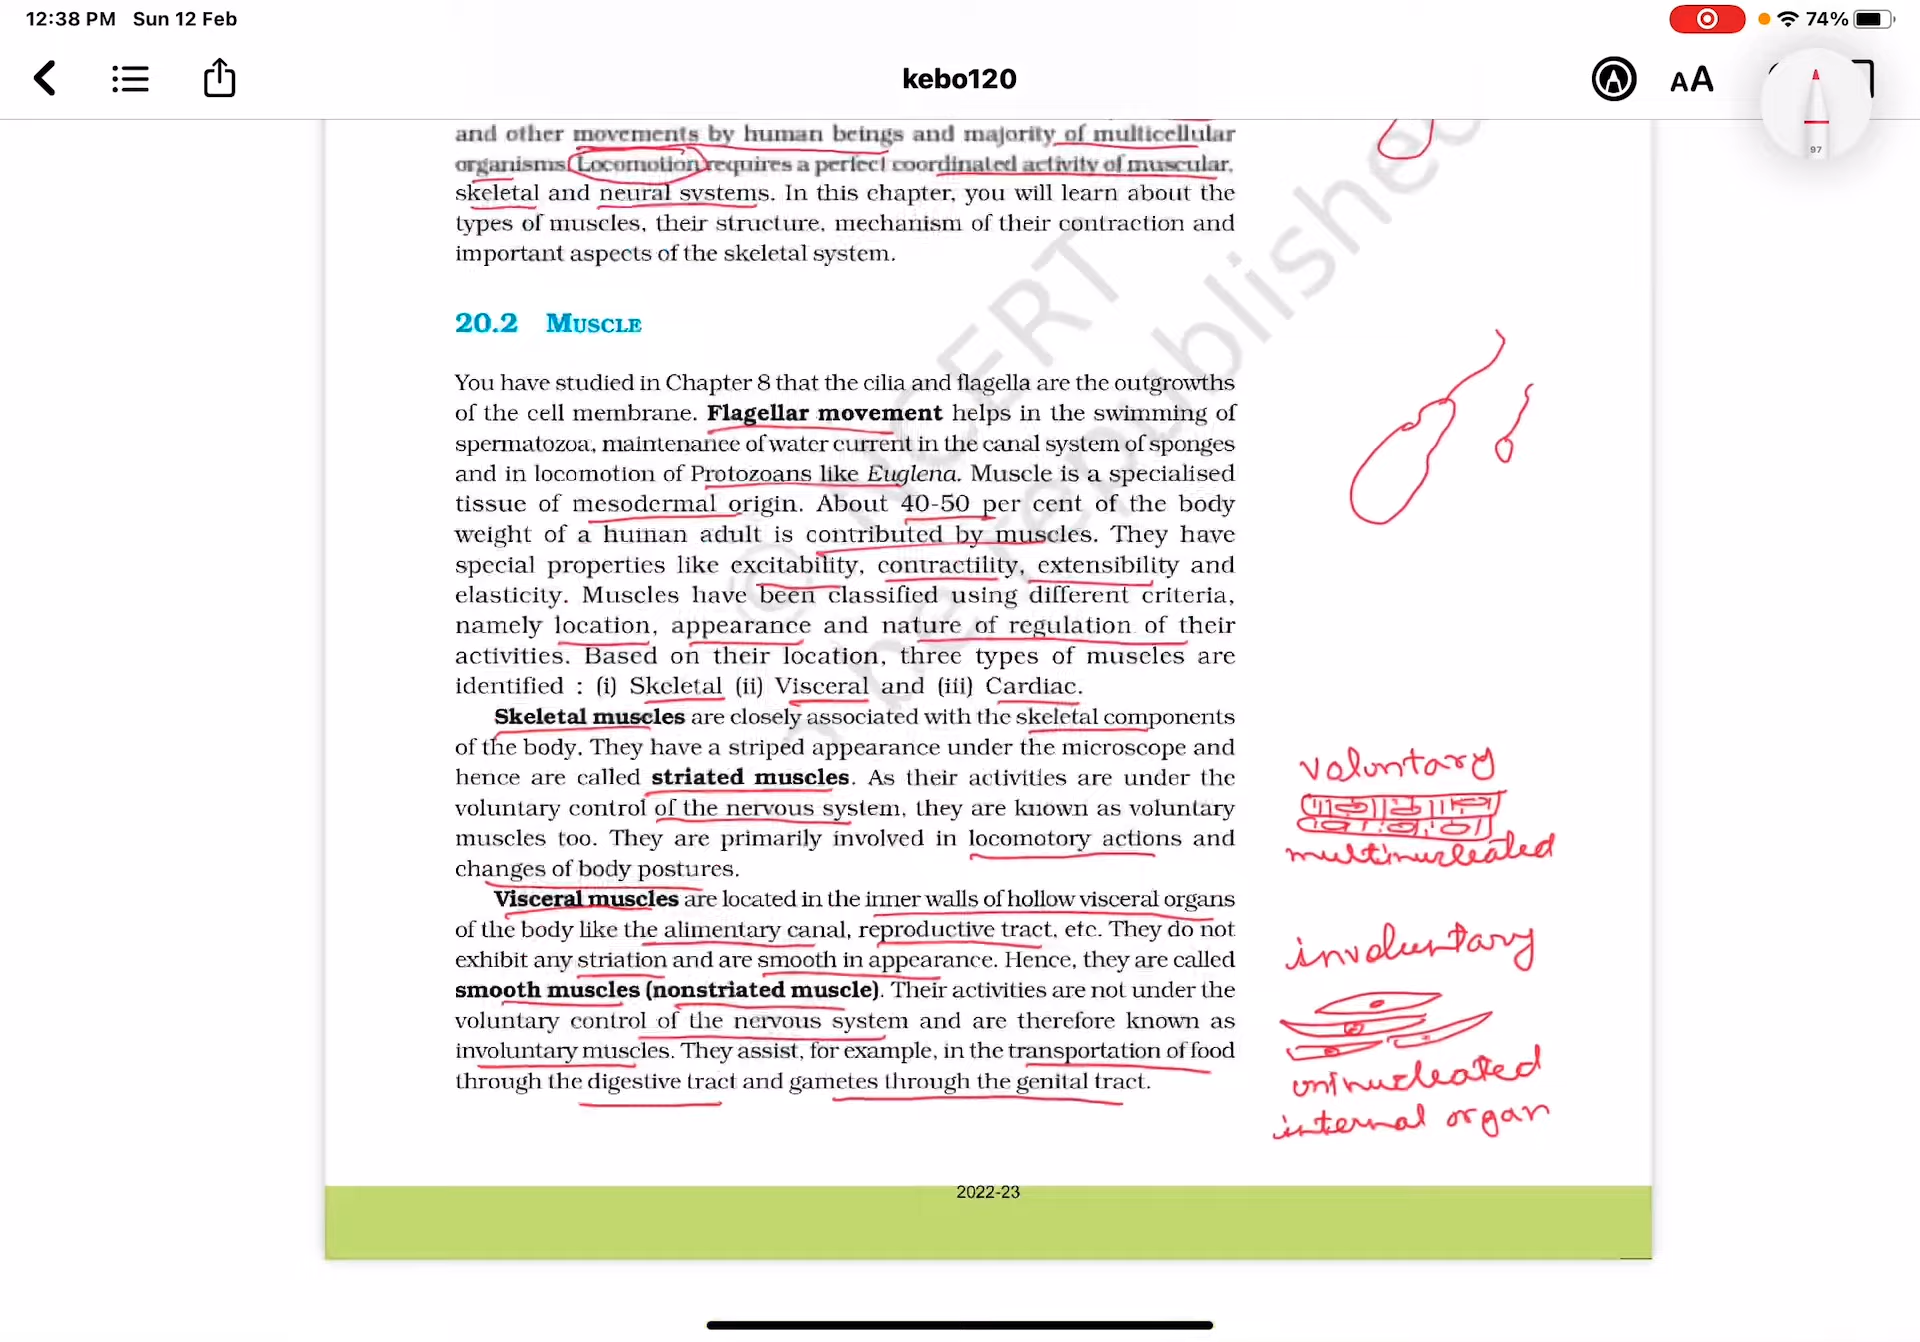 12:38 PM Sun 12 Feb
74%
kebo120
AA
97
and other movements by human beings and majority of multicellular
organisms. Locomotion requires a perfect coordinated activity of muscular,
skeletal and neural systems. In this chapter, you will learn about the
types of muscles, their structure, mechanism of their contraction and
important aspects of the skeletal system.
20.2 MUSCLE
You have studied in Chapter 8 that the cilia and flagella are the outgrowths
of the cell membrane. Flagellar movement helps in the swimming of
spermatozoa, maintenance of water current in the canal system of sponges
and in locomotion of Protozoans like Euglena. Muscle is a specialised
tissue of mesodermal origin. About 40-50 per cent of the body
weight of a human adult is contributed by muscles. They have
special properties like excitability, contractility, extensibility and
elasticity. Muscles have been classified using different criteria,
namely location, appearance and nature of regulation of their
activities. Based on their location, three types of muscles are
identified : (i) Skeletal (ii) Visceral and (iii) Cardiac.
Skeletal muscles are closely associated with the skeletal components
of the body. They have a striped appearance under the microscope and
hence are called striated muscles. As their activities are under the
voluntary control of the nervous system, they are known as voluntary
muscles too. They are primarily involved in locomotory actions and
changes of body postures.
voluntary
multinucleated
Visceral muscles are located in the inner walls of hollow visceral organs
of the body like the alimentary canal, reproductive tract, etc. They do not
exhibit any striation and are smooth in appearance. Hence, they are called
smooth muscles (nonstriated muscle). Their activities are not under the
voluntary control of the nervous system and are therefore known as
involuntary muscles. They assist, for example, in the transportation of food
through the digestive tract and gametes through the genital tract.
involuntary
uninucleated
internal organ
© NCERT
be republished
2022-23